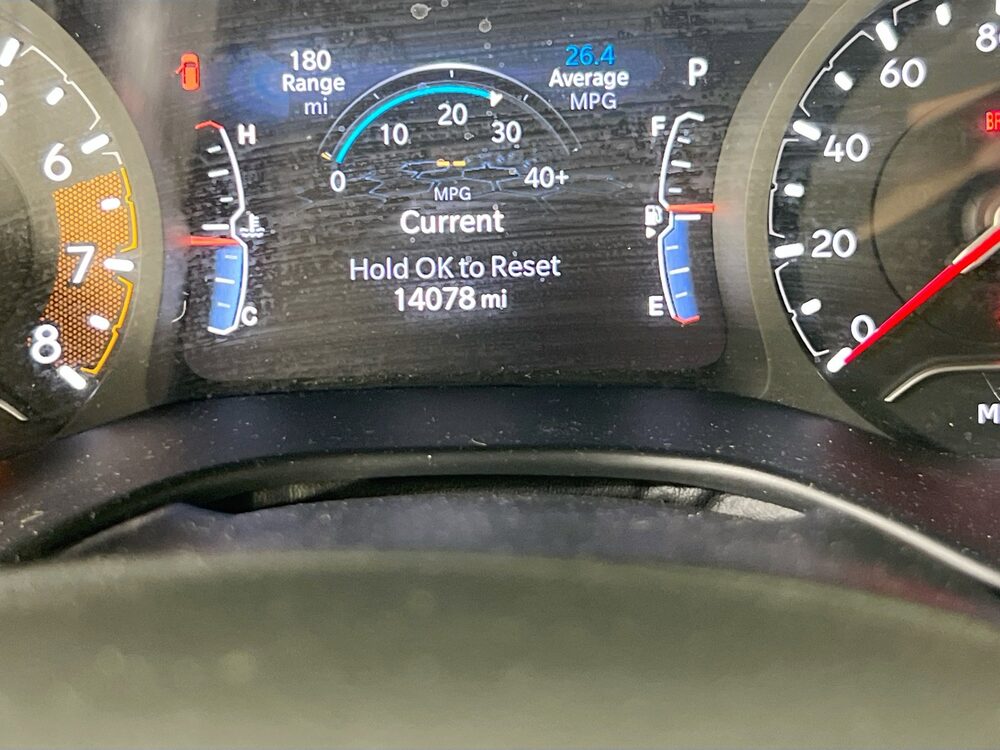 180
Range
mi
26.4
Average
MPG
P
H
C
F
E
0
10
20
30
40+
MPG
Current
Hold OK to Reset
14078 mi
6
7
8
0
20
40
60